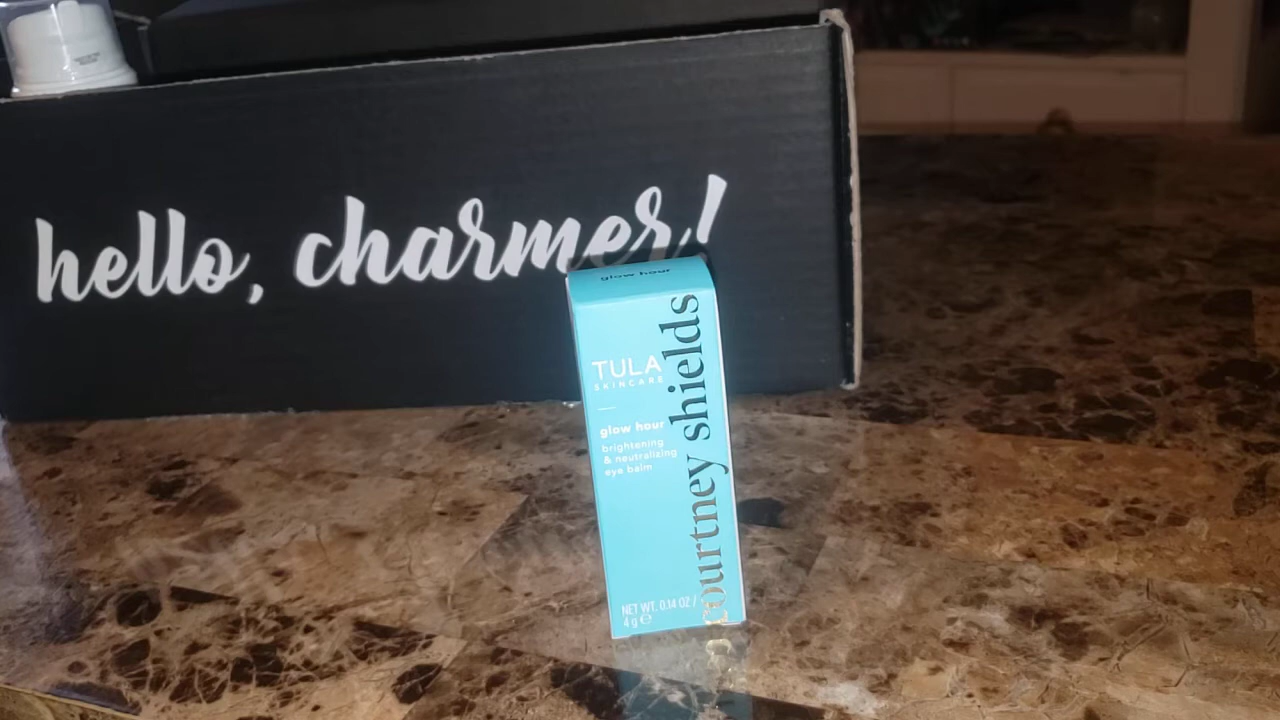 hello, charmer!
glow hour
TULA
SKINCARE
glow hour
brightening
& neutralizing
eye balm
courtney shields
NET WT. 0.14 OZ /
4 g ℮